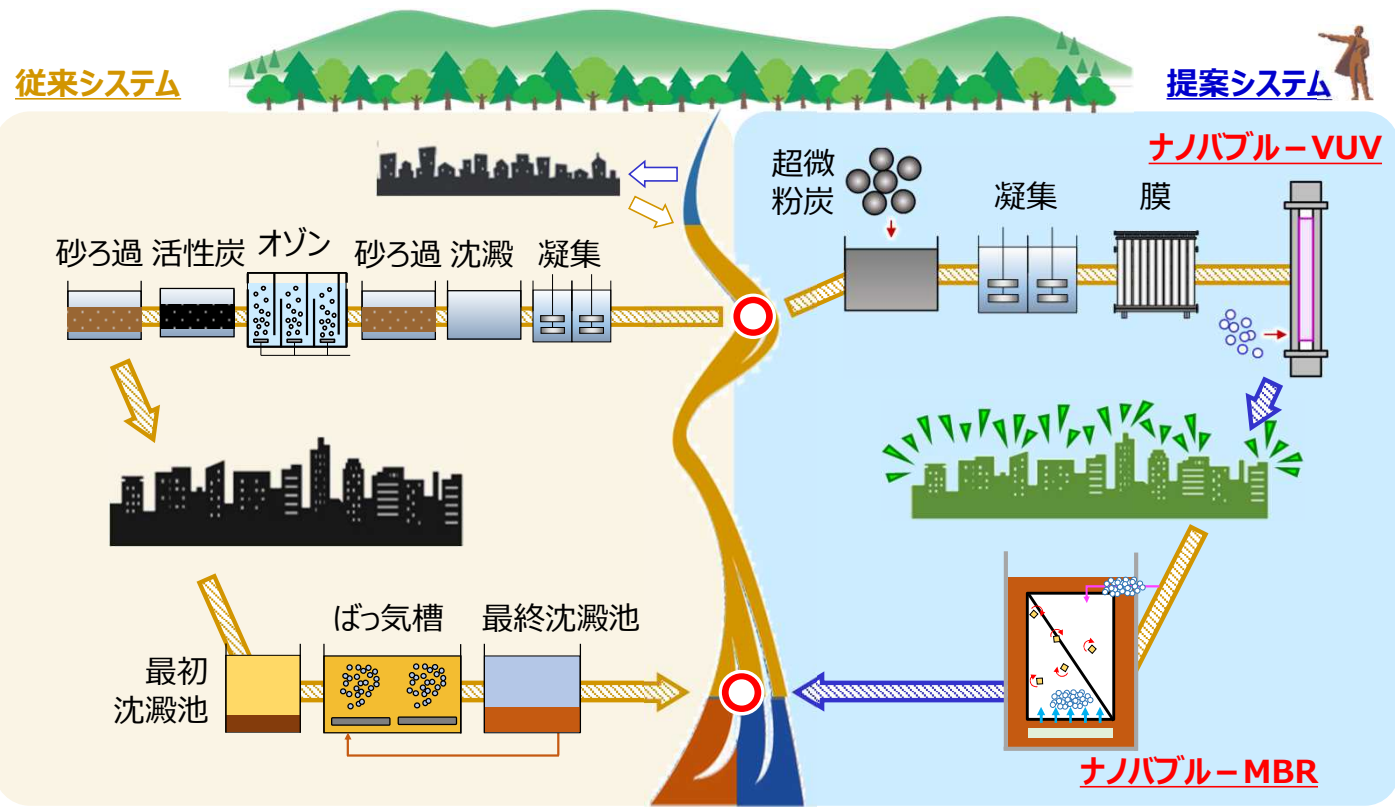 従来システム
提案システム
ナノバブル－VUV
超微
粉炭
凝集
膜
砂ろ過
活性炭
オゾン
砂ろ過
沈澱
凝集
ばっ気槽
最終沈澱池
最初
沈澱池
ナノバブル－MBR